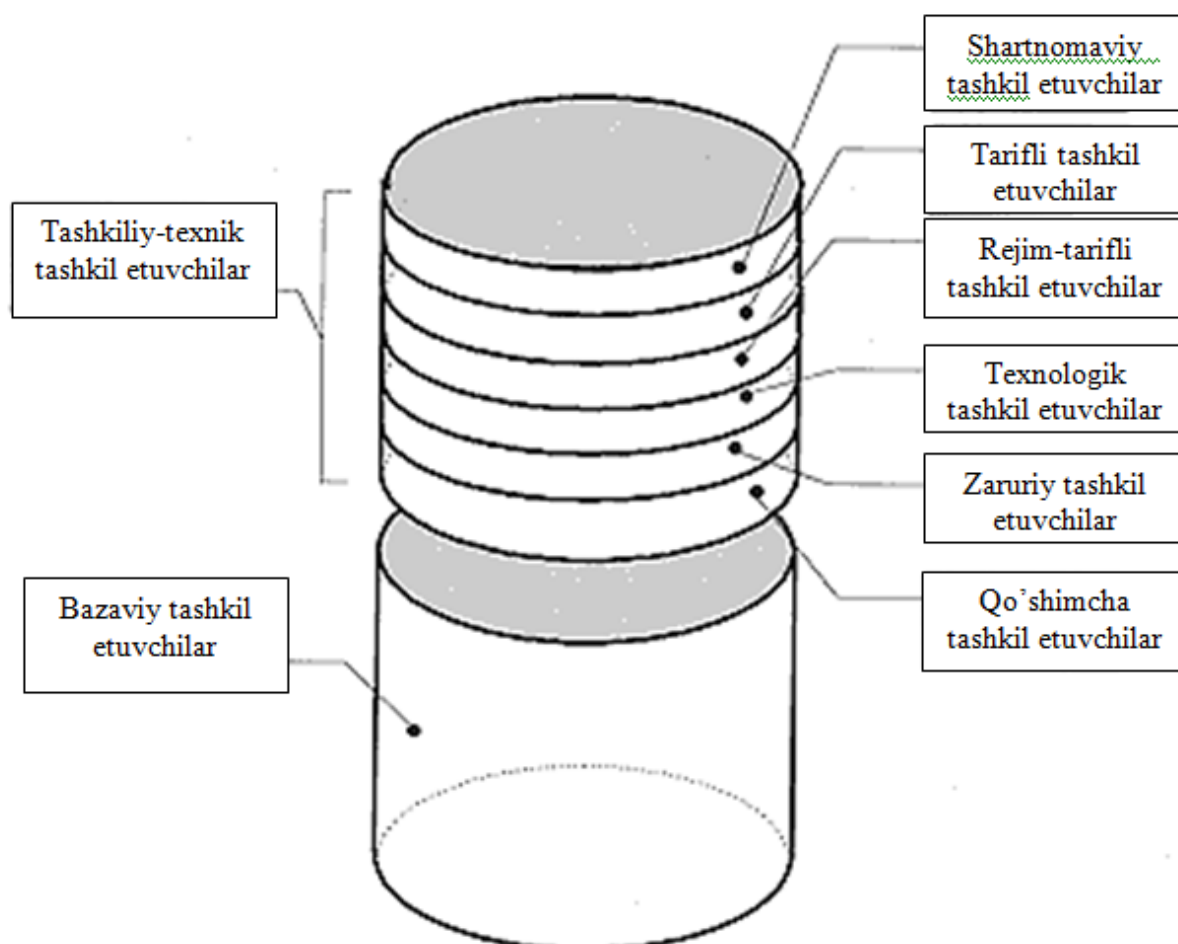 Shartnomaviy
tashkil etuvchilar
Tarifli tashkil
etuvchilar
Tashkiliy-texnik
tashkil etuvchilar
Rejim-tarifli
tashkil etuvchilar
Texnologik
tashkil etuvchilar
Zaruriy tashkil
etuvchilar
Bazaviy tashkil
etuvchilar
Qo’shimcha
tashkil etuvchilar